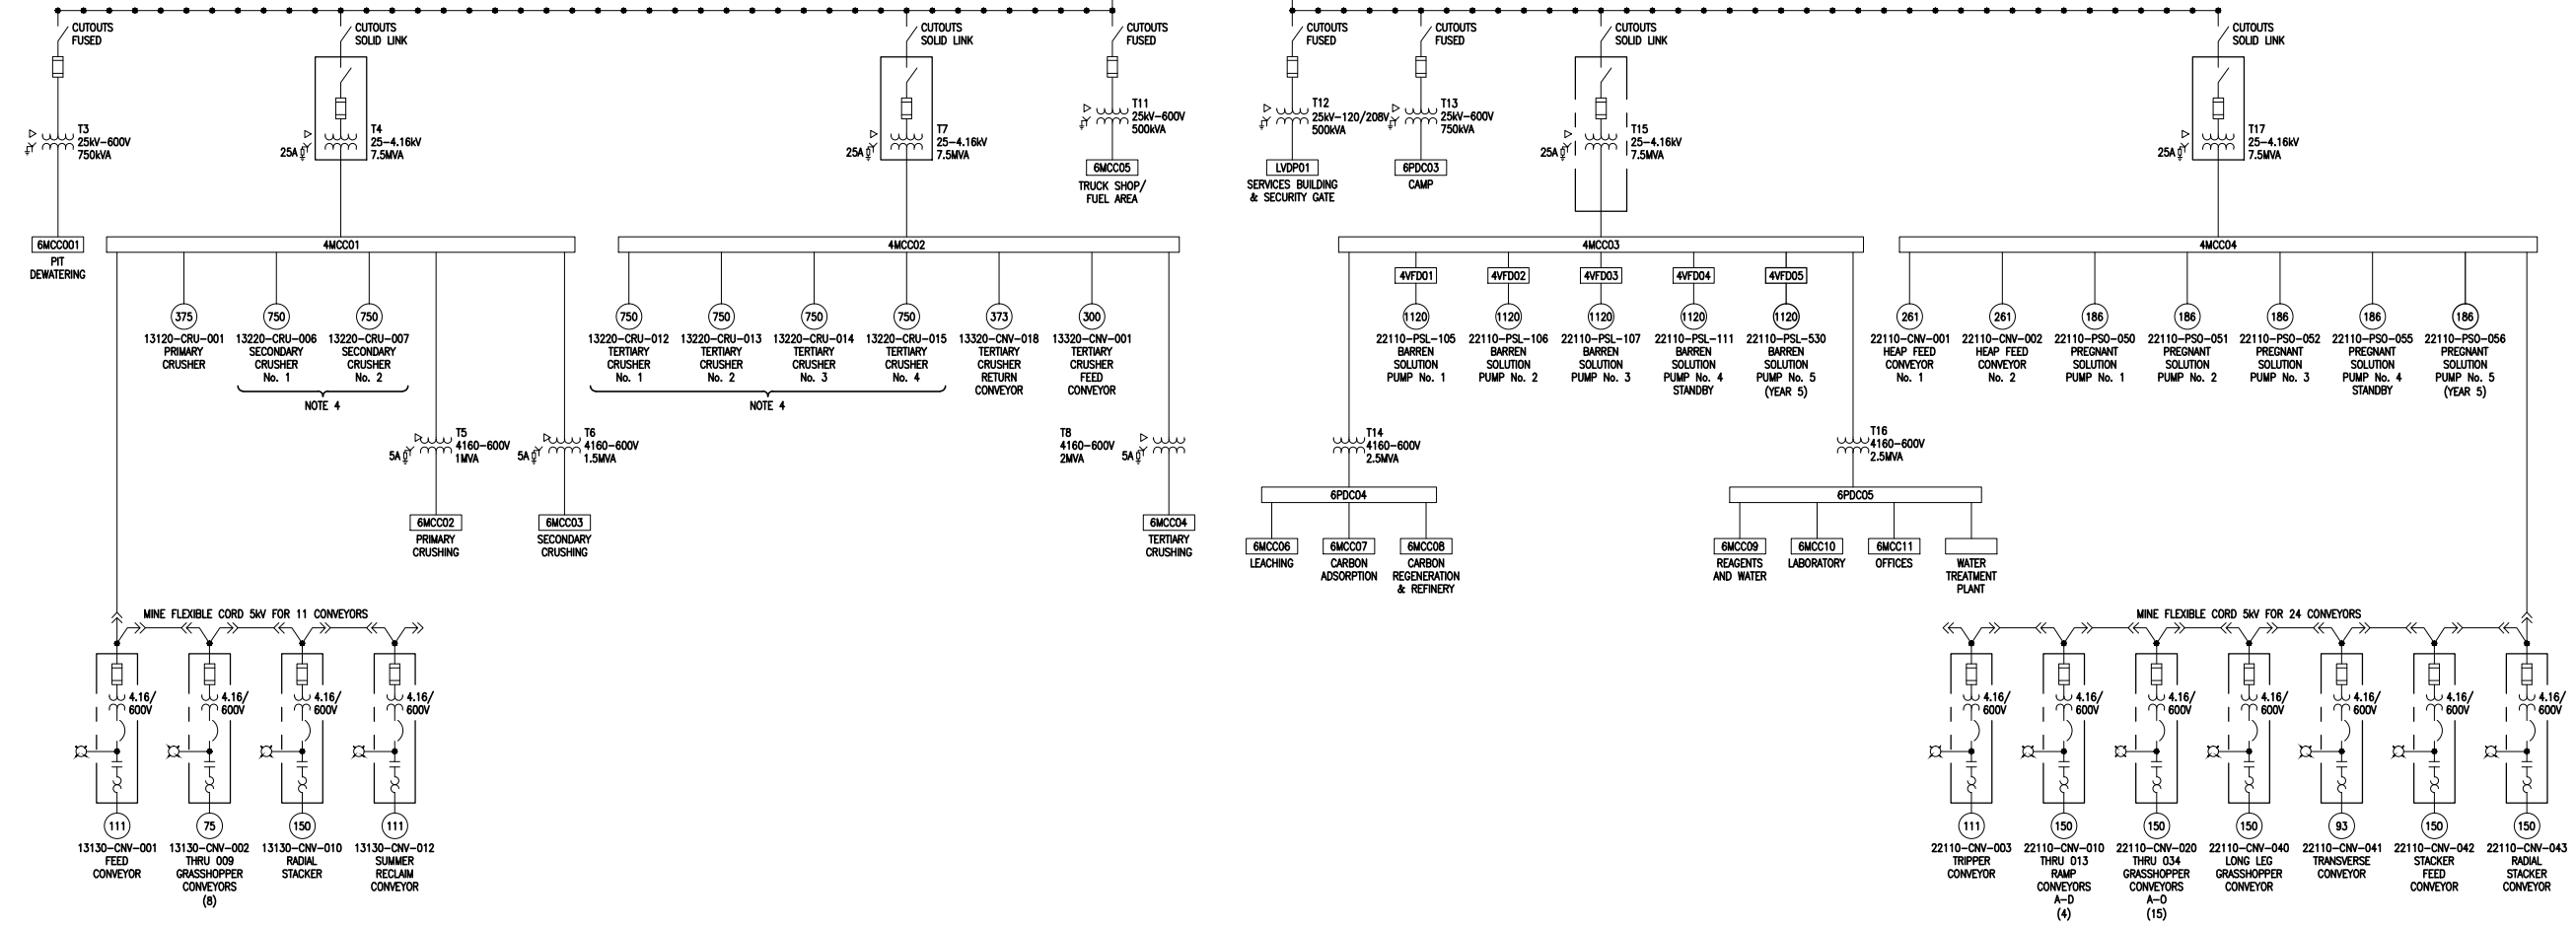 CUTOUTS
FUSED
CUTOUTS
SOLID LINK
CUTOUTS
SOLID LINK
CUTOUTS
FUSED
CUTOUTS
FUSED
CUTOUTS
FUSED
CUTOUTS
SOLID LINK
CUTOUTS
SOLID LINK
T3
25kV-600V
750kVA
25A
T4
25-4.16kV
7.5MVA
25A
T7
25-4.16kV
7.5MVA
T11
25kV-600V
500kVA
T12
25kV-120/208V
500kVA
T13
25kV-600V
750kVA
25A
T15
25-4.16kV
7.5MVA
25A
T17
25-4.16kV
7.5MVA
6MCC05
TRUCK SHOP/
FUEL AREA
LVDP01
SERVICES BUILDING
& SECURITY GATE
6PDC03
CAMP
6MCC001
PIT
DEWATERING
4MCC01
4MCC02
4MCC03
4MCC04
4VFD01
4VFD02
4VFD03
4VFD04
4VFD05
375
13120-CRU-001
PRIMARY
CRUSHER
750
13220-CRU-006
SECONDARY
CRUSHER
No. 1
750
13220-CRU-007
SECONDARY
CRUSHER
No. 2
NOTE 4
750
13220-CRU-012
TERTIARY
CRUSHER
No. 1
750
13220-CRU-013
TERTIARY
CRUSHER
No. 2
750
13220-CRU-014
TERTIARY
CRUSHER
No. 3
750
13220-CRU-015
TERTIARY
CRUSHER
No. 4
NOTE 4
373
13220-CNV-018
TERTIARY
CRUSHER
RETURN
CONVEYOR
300
13320-CNV-001
TERTIARY
CRUSHER
FEED
CONVEYOR
1120
22110-PSL-105
BARREN
SOLUTION
PUMP No. 1
1120
22110-PSL-106
BARREN
SOLUTION
PUMP No. 2
1120
22110-PSL-107
BARREN
SOLUTION
PUMP No. 3
1120
22110-PSL-111
BARREN
SOLUTION
PUMP No. 4
STANDBY
1120
22110-PSL-530
BARREN
SOLUTION
PUMP No. 5
(YEAR 5)
261
22110-CNV-001
HEAP FEED
CONVEYOR
No. 1
261
22110-CNV-002
HEAP FEED
CONVEYOR
No. 2
186
22110-PSO-050
PREGNANT
SOLUTION
PUMP No. 1
186
22110-PSO-051
PREGNANT
SOLUTION
PUMP No. 2
186
22110-PSO-052
PREGNANT
SOLUTION
PUMP No. 3
186
22110-PSO-055
PREGNANT
SOLUTION
PUMP No. 4
STANDBY
186
22110-PSO-056
PREGNANT
SOLUTION
PUMP No. 5
(YEAR 5)
5A
T5
4160-600V
1MVA
5A
T6
4160-600V
1.5MVA
T8
4160-600V
2MVA
5A
T14
4160-600V
2.5MVA
T16
4160-600V
2.5MVA
6MCC02
PRIMARY
CRUSHING
6MCC03
SECONDARY
CRUSHING
6MCC04
TERTIARY
CRUSHING
6PDC04
6PDC05
6MCC06
LEACHING
6MCC07
CARBON
ADSORPTION
6MCC08
CARBON
REGENERATION
& REFINERY
6MCC09
REAGENTS
AND WATER
6MCC10
LABORATORY
6MCC11
OFFICES
WATER
TREATMENT
PLANT
MINE FLEXIBLE CORD 5kV FOR 11 CONVEYORS
MINE FLEXIBLE CORD 5kV FOR 24 CONVEYORS
4.16/
600V
4.16/
600V
4.16/
600V
4.16/
600V
4.16/
600V
4.16/
600V
4.16/
600V
4.16/
600V
4.16/
600V
4.16/
600V
4.16/
600V
111
13130-CNV-001
FEED
CONVEYOR
75
13130-CNV-002
THRU 009
GRASSHOPPER
CONVEYORS
(8)
150
13130-CNV-010
RADIAL
STACKER
111
13130-CNV-012
SUMMER
RECLAIM
CONVEYOR
111
22110-CNV-003
TRIPPER
CONVEYOR
150
22110-CNV-010
THRU 013
RAMP
CONVEYORS
A-D
(4)
150
22110-CNV-020
THRU 034
GRASSHOPPER
CONVEYORS
A-O
(15)
150
22110-CNV-040
LONG LEG
GRASSHOPPER
CONVEYOR
93
22110-CNV-041
TRANSVERSE
CONVEYOR
150
22110-CNV-042
STACKER
FEED
CONVEYOR
150
22110-CNV-043
RADIAL
STACKER
CONVEYOR